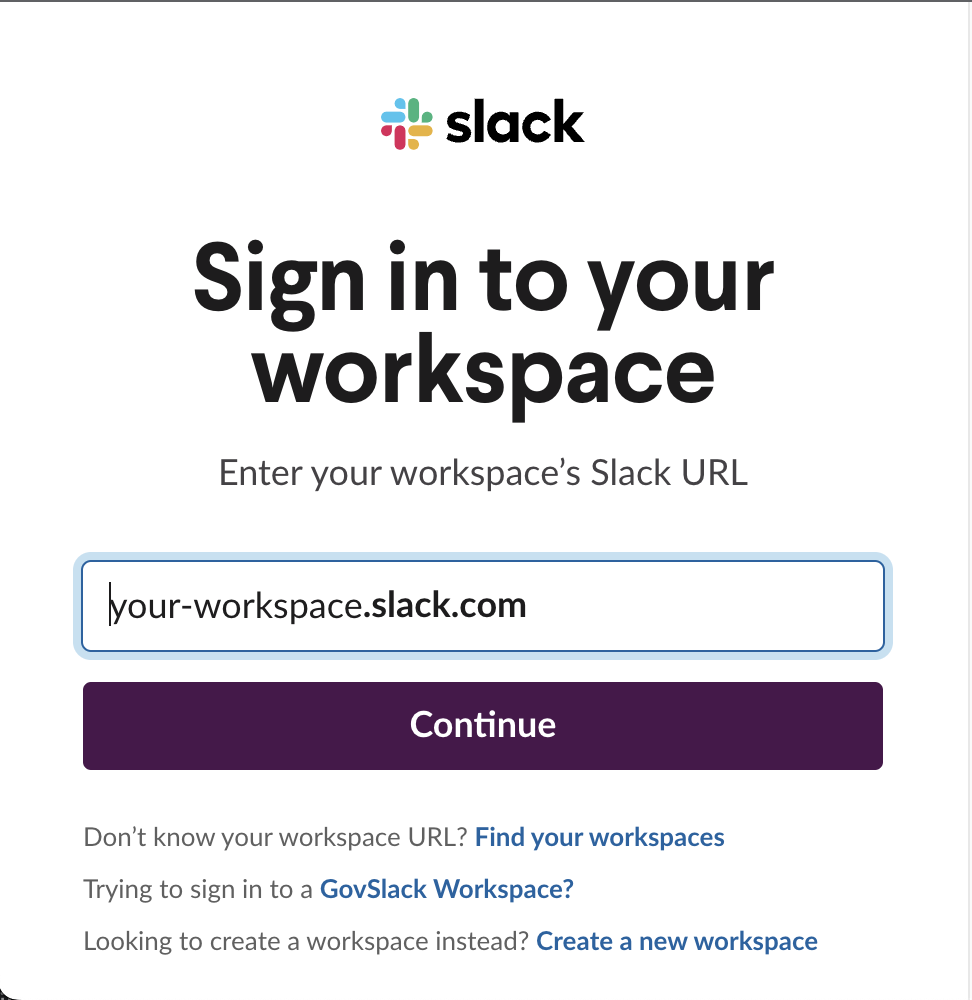 slack
Sign in to your
workspace
Enter your workspace’s Slack URL
your-workspace.slack.com
Continue
Don’t know your workspace URL? Find your workspaces
Trying to sign in to a GovSlack Workspace?
Looking to create a workspace instead? Create a new workspace